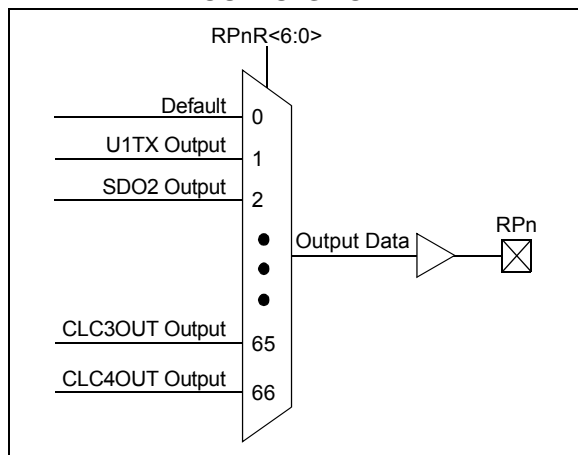 RPnR<6:0>
Default
0
U1TX Output
1
SDO2 Output
2
Output Data
RPn
CLC3OUT Output
65
CLC4OUT Output
66